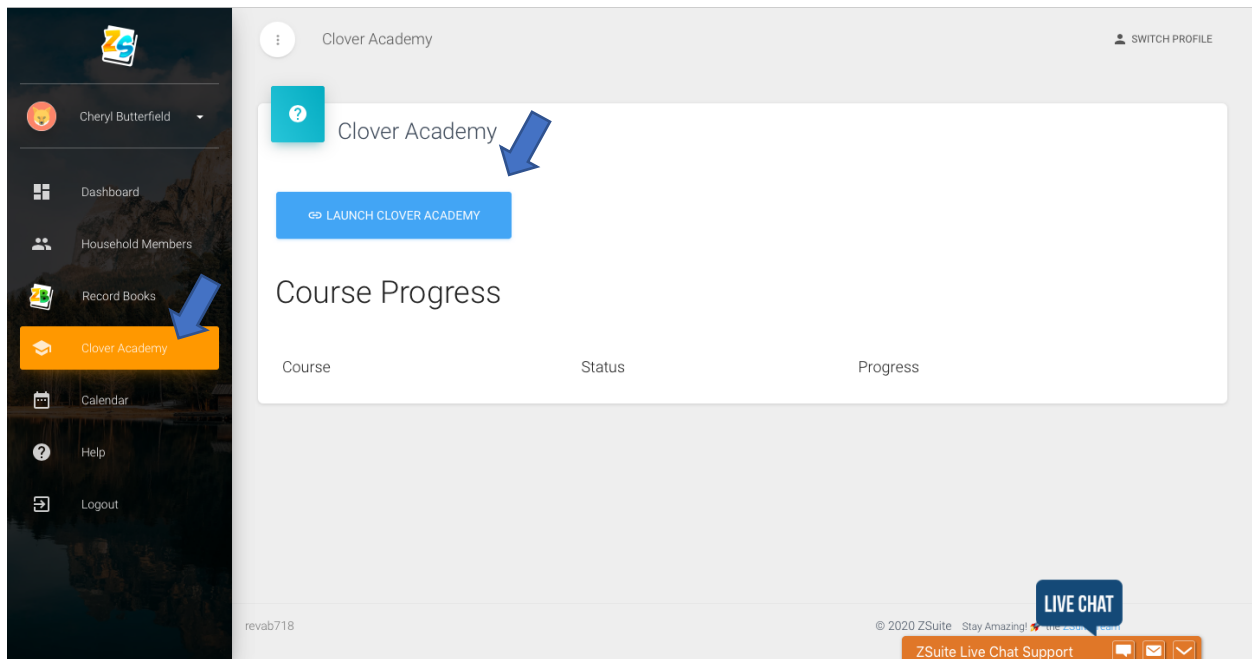 ZS
Cheryl Butterfield
Dashboard
Household Members
ZB
Record Books
Clover Academy
Calendar
Help
Logout
Clover Academy
SWITCH PROFILE
Clover Academy
LAUNCH CLOVER ACADEMY
Course Progress
Course Status Progress
revab718
© 2020 ZSuite Stay Amazing! the
LIVE CHAT
ZSuite Live Chat Support